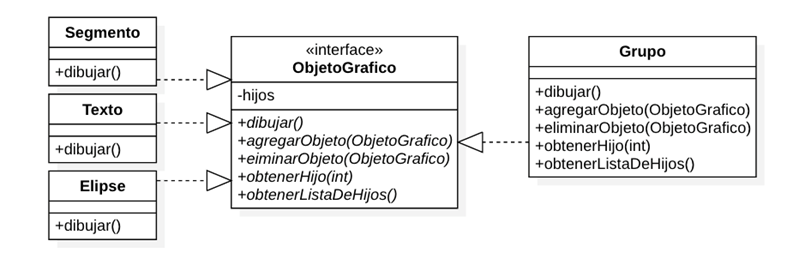 Segmento
+dibujar()
Texto
+dibujar()
Elipse
+dibujar()
«interface»
ObjetoGrafico
-hijos
+dibujar()
+agregarObjeto(ObjetoGrafico)
+eiminarObjeto(ObjetoGrafico)
+obtenerHijo(int)
+obtenerListaDeHijos()
Grupo
+dibujar()
+agregarObjeto(ObjetoGrafico)
+eliminarObjeto(ObjetoGrafico)
+obtenerHijo(int)
+obtenerListaDeHijos()